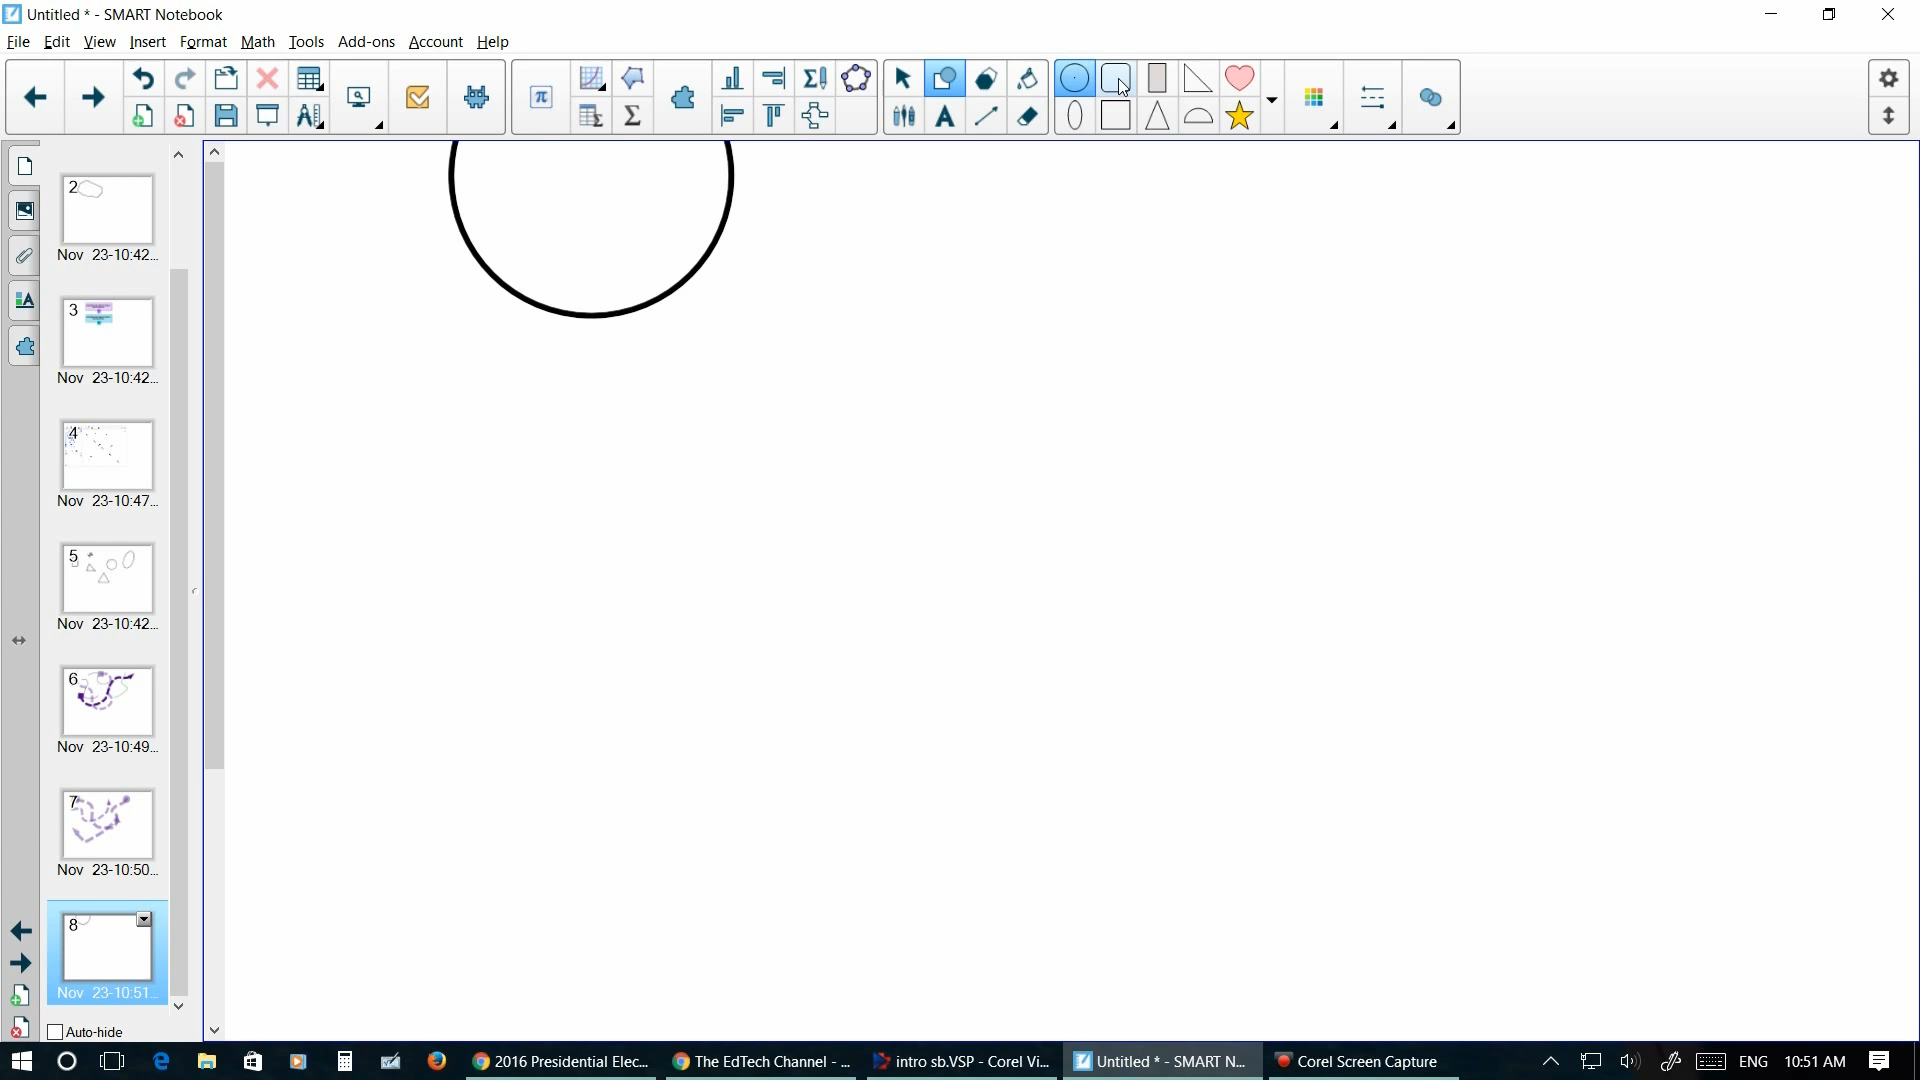 Untitled * - SMART Notebook
File Edit View Insert Format Math Tools Add-ons Account Help
2
Nov 23-10:42...
3
Nov 23-10:42...
4
Nov 23-10:47...
5
Nov 23-10:42...
6
Nov 23-10:49...
7
Nov 23-10:50...
8
Nov 23-10:51...
Auto-hide
2016 Presidential Elec... The EdTech Channel - ... intro sb.VSP - Corel Vi... Untitled * - SMART N... Corel Screen Capture ENG 10:51 AM